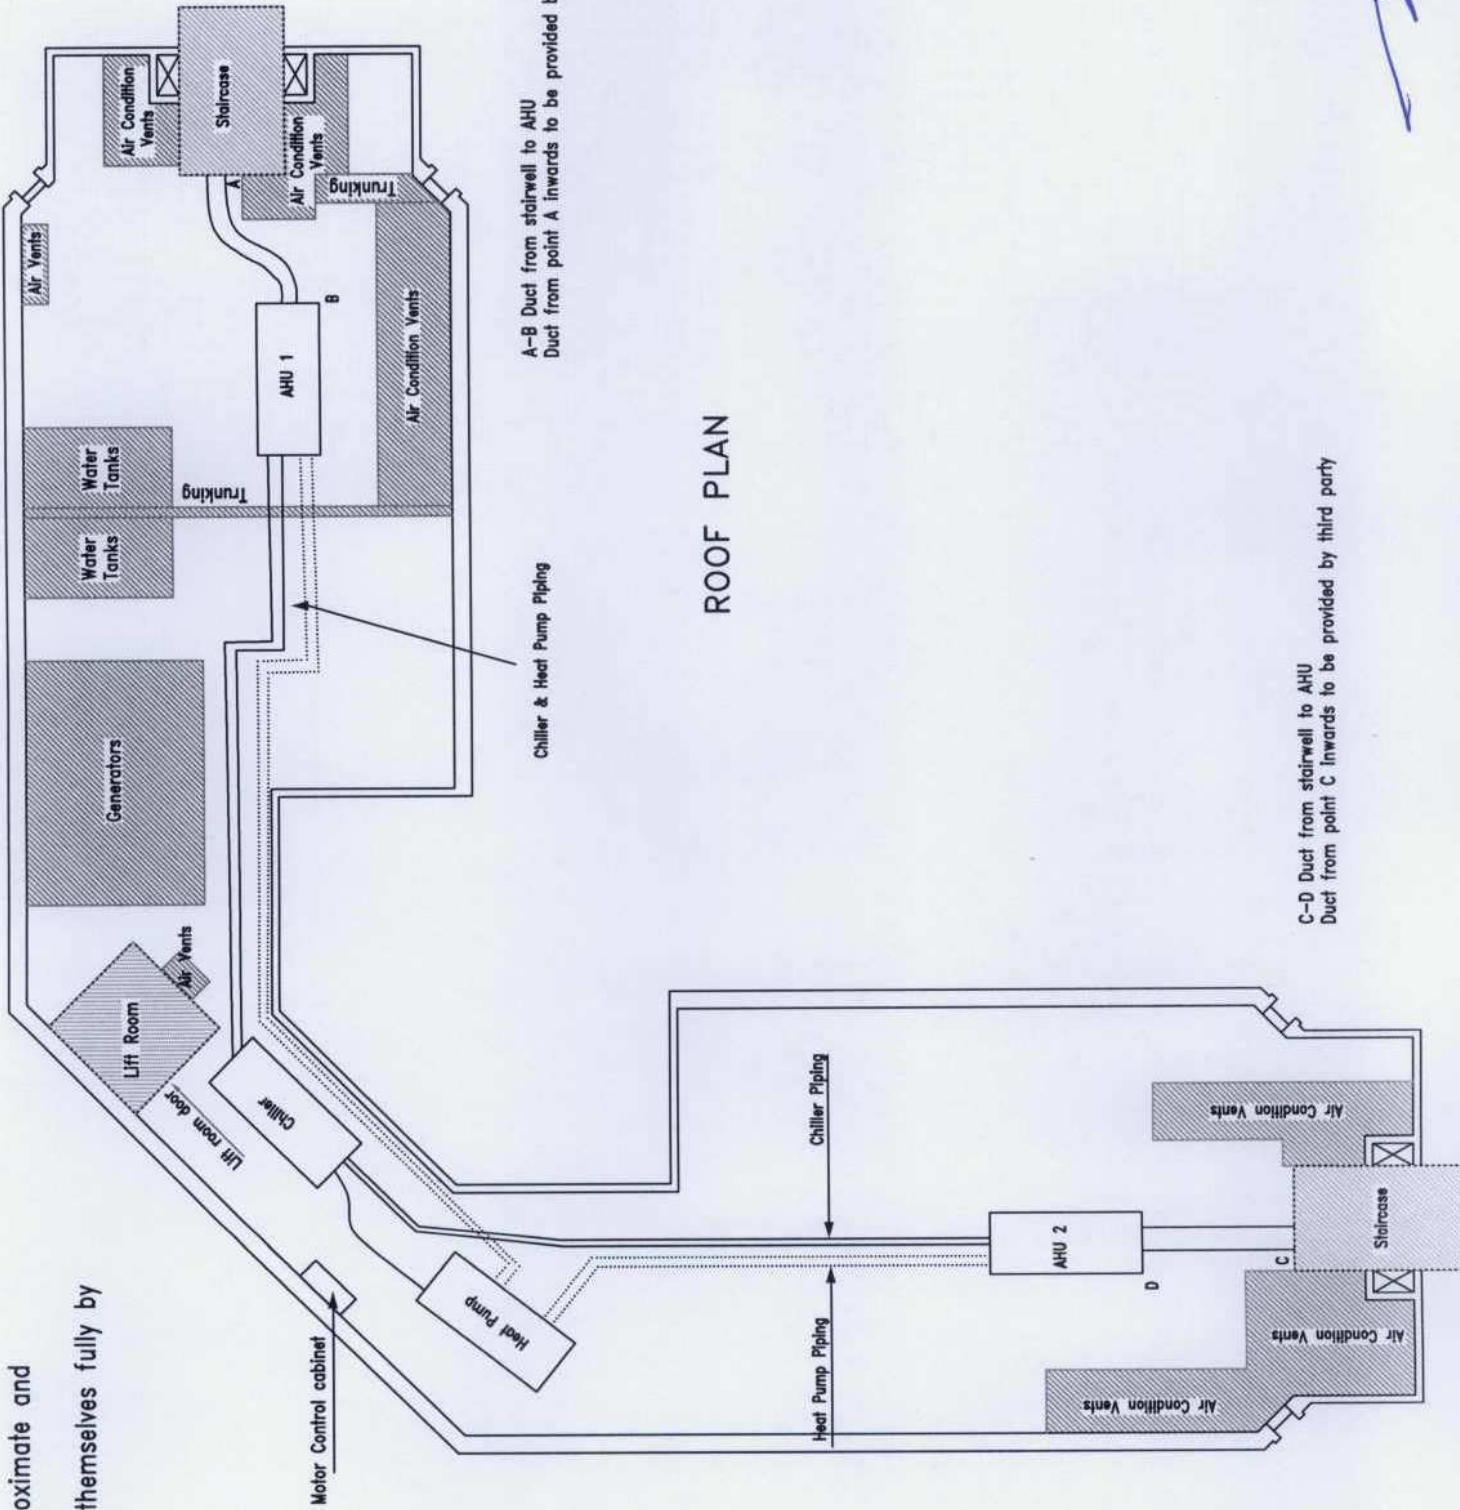 oximate and
themselves fully by
Motor Control cabinet
Lift Room
Air Vents
Lift room door
Chiller
Heat Pump
Generators
Water
Tanks
Water
Tanks
Trunking
Air Vents
Air Condition
Vents
Staircase
A
Air Condition
Vents
Trunking
AHU 1
B
Air Condition Vents
Chiller & Heat Pump Piping
A-B Duct from stairwell to AHU
Duct from point A inwards to be provided
ROOF PLAN
Heat Pump Piping
Chiller Piping
AHU 2
D
C
Air Condition Vents
Air Condition Vents
Air Condition Vents
Staircase
C-D Duct from stairwell to AHU
Duct from point C inwards to be provided by third party